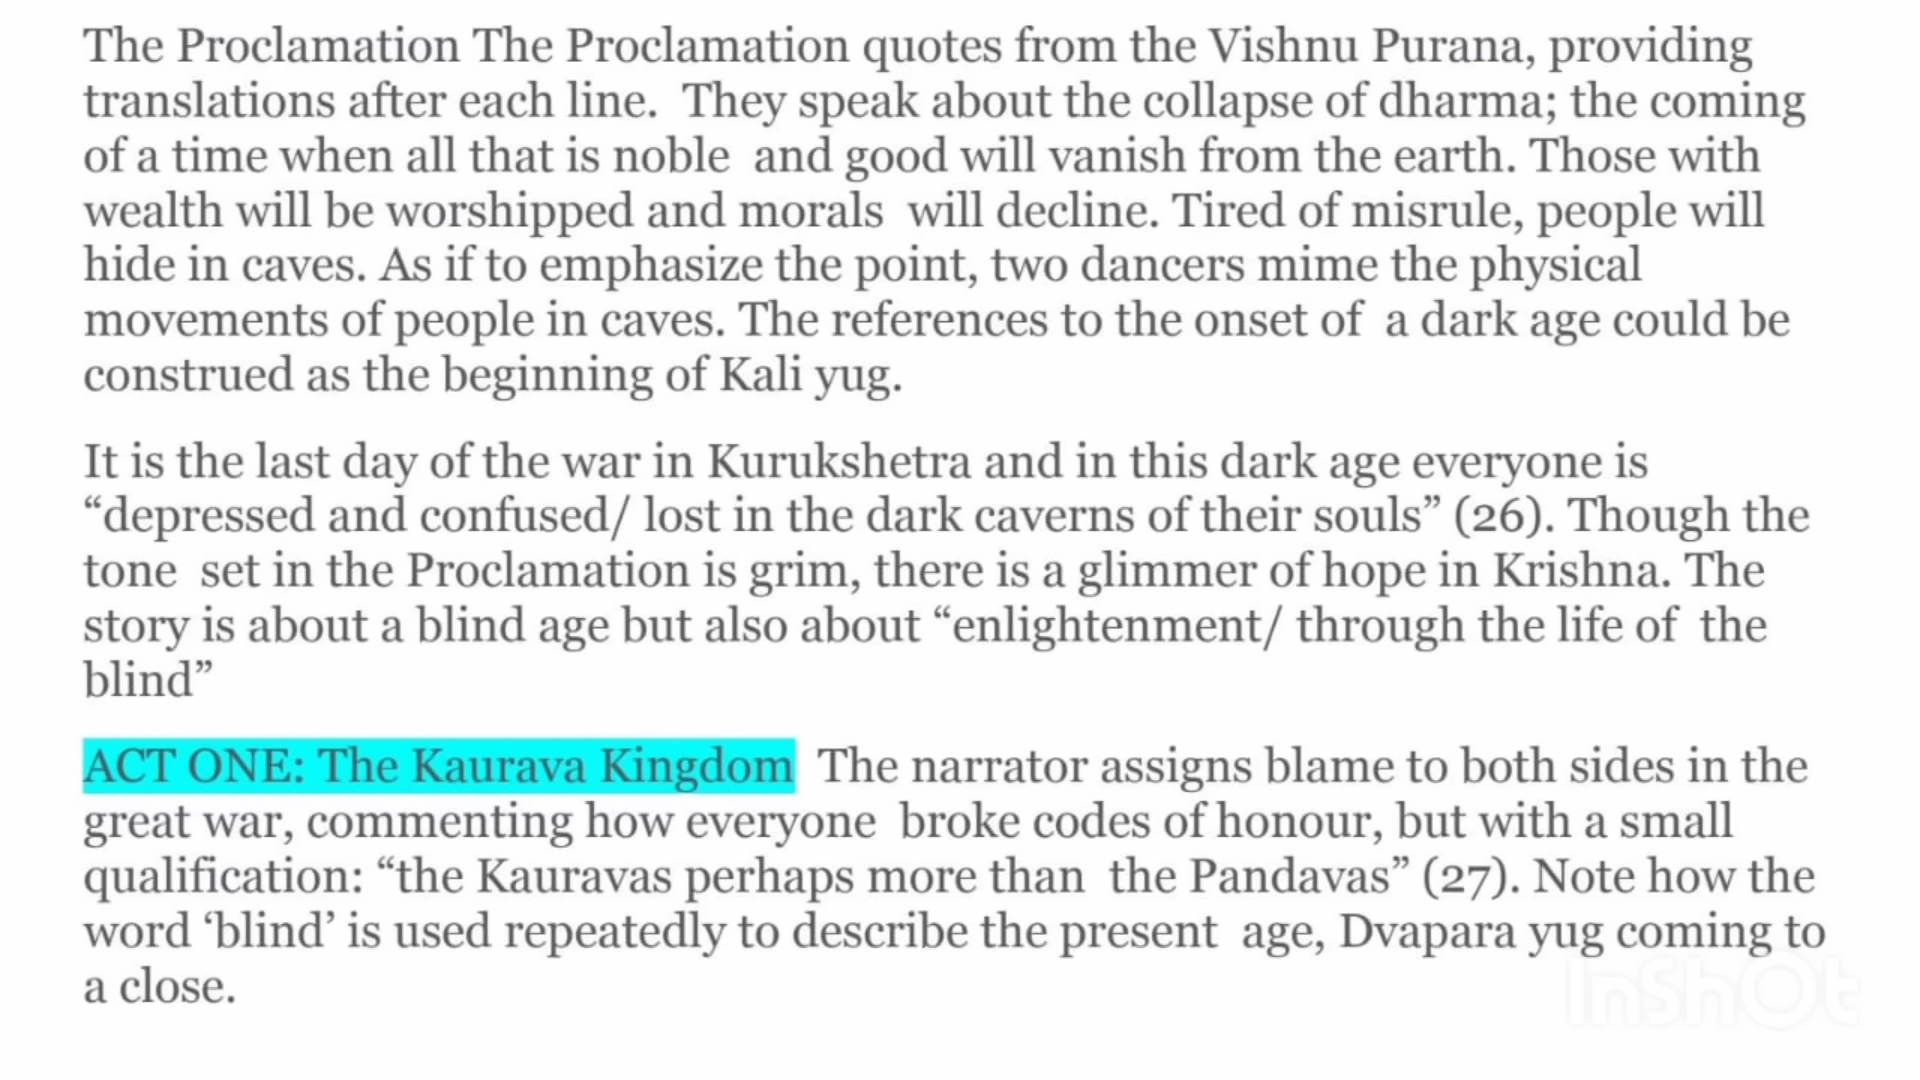 The Proclamation The Proclamation quotes from the Vishnu Purana, providing
translations after each line.  They speak about the collapse of dharma; the coming
of a time when all that is noble  and good will vanish from the earth. Those with
wealth will be worshipped and morals  will decline. Tired of misrule, people will
hide in caves. As if to emphasize the point, two dancers mime the physical
movements of people in caves. The references to the onset of  a dark age could be
construed as the beginning of Kali yug.
It is the last day of the war in Kurukshetra and in this dark age everyone is
“depressed and confused/ lost in the dark caverns of their souls” (26). Though the
tone  set in the Proclamation is grim, there is a glimmer of hope in Krishna. The
story is about a blind age but also about “enlightenment/ through the life of  the
blind”
ACT ONE: The Kaurava Kingdom  The narrator assigns blame to both sides in the
great war, commenting how everyone  broke codes of honour, but with a small
qualification: “the Kauravas perhaps more than  the Pandavas” (27). Note how the
word ‘blind’ is used repeatedly to describe the present  age, Dvapara yug coming to
a close.
InShOt